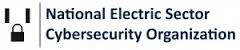 National Electric Sector
Cybersecurity Organization